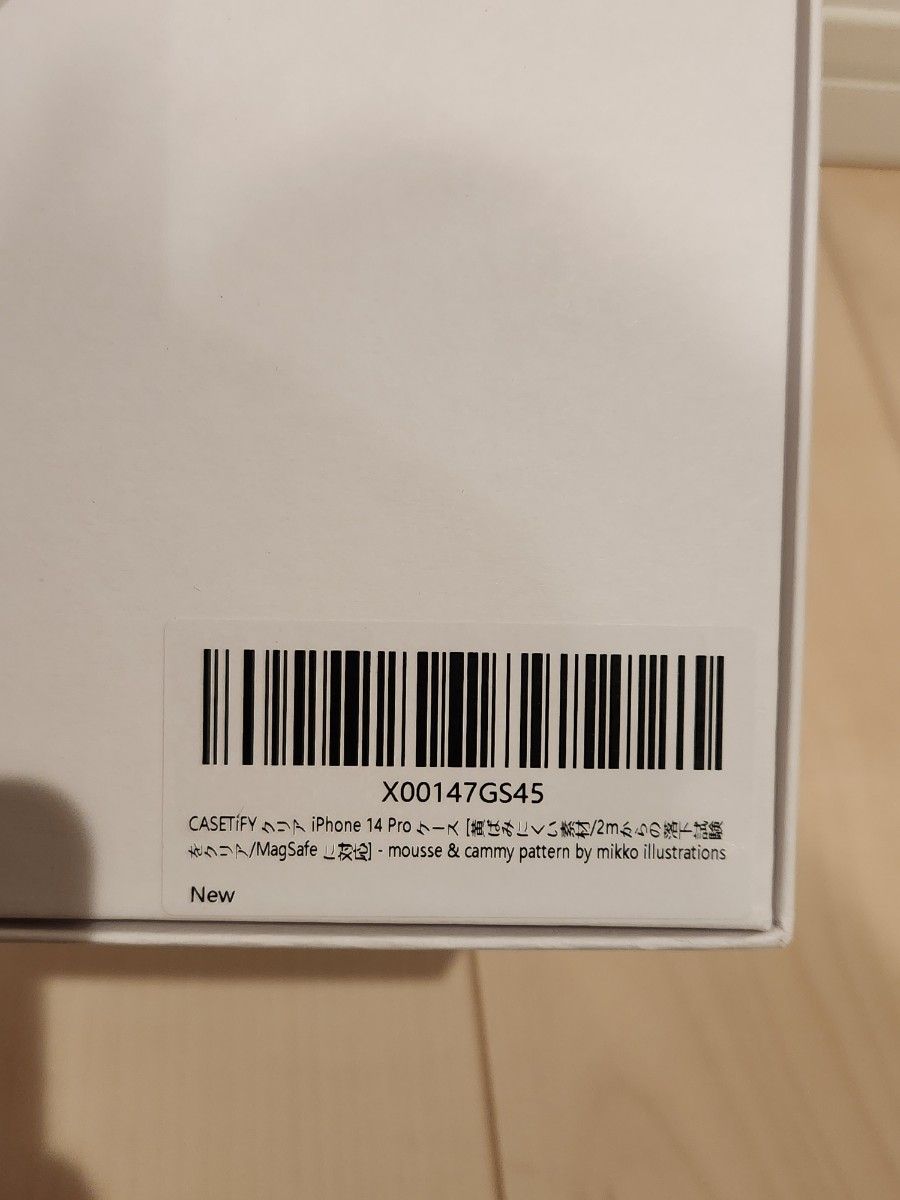 X00147GS45
CASETiFY クリア iPhone 14 Pro ケース [黄ばみにくい素材/2mからの落下試験
をクリア/MagSafe に対応] - mousse & cammy pattern by mikko illustrations
New